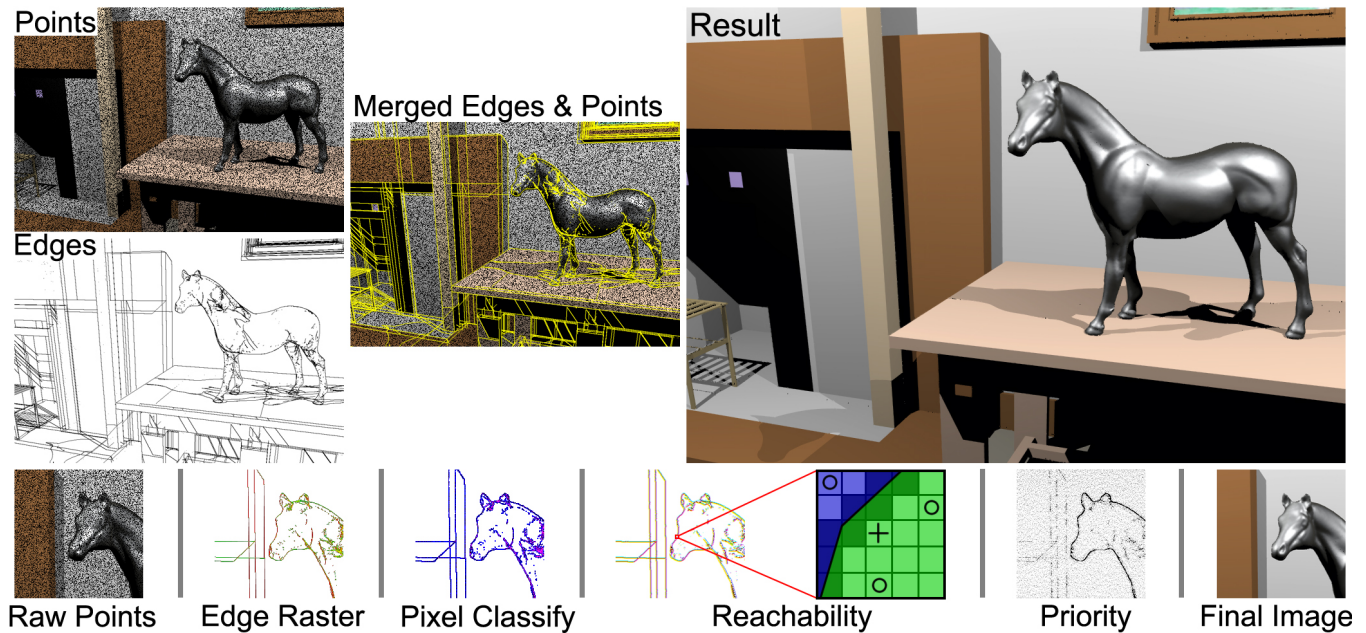 Points
Result
Merged Edges & Points
Edges
Raw Points
Edge Raster
Pixel Classify
Reachability
Priority
Final Image